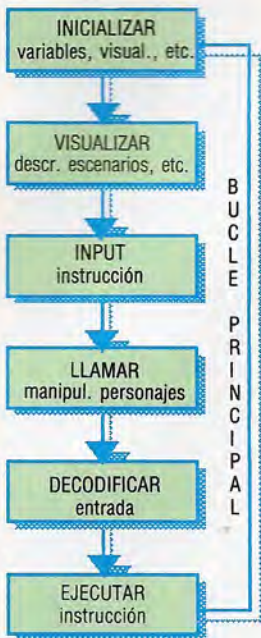 INICIALIZAR
variables, visual., etc.
VISUALIZAR
descr. escenarios, etc.
INPUT
instrucción
LLAMAR
manipul. personajes
DECODIFICAR
entrada
EJECUTAR
instrucción
BUCLE PRINCIPAL